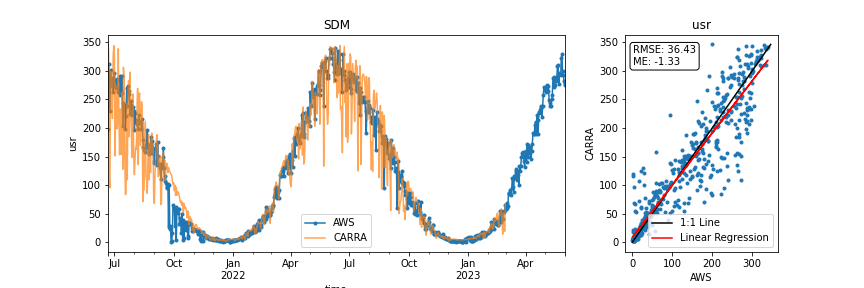 SDM
usr
350
300
250
200
150
100
50
0
usr
AWS
CARRA
Jul
Oct
Jan
2022
Apr
Jul
Oct
Jan
2023
Apr
time
usr
RMSE: 36.43
ME: -1.33
350
300
250
200
150
100
50
0
CARRA
1:1 Line
Linear Regression
0
100
200
300
AWS